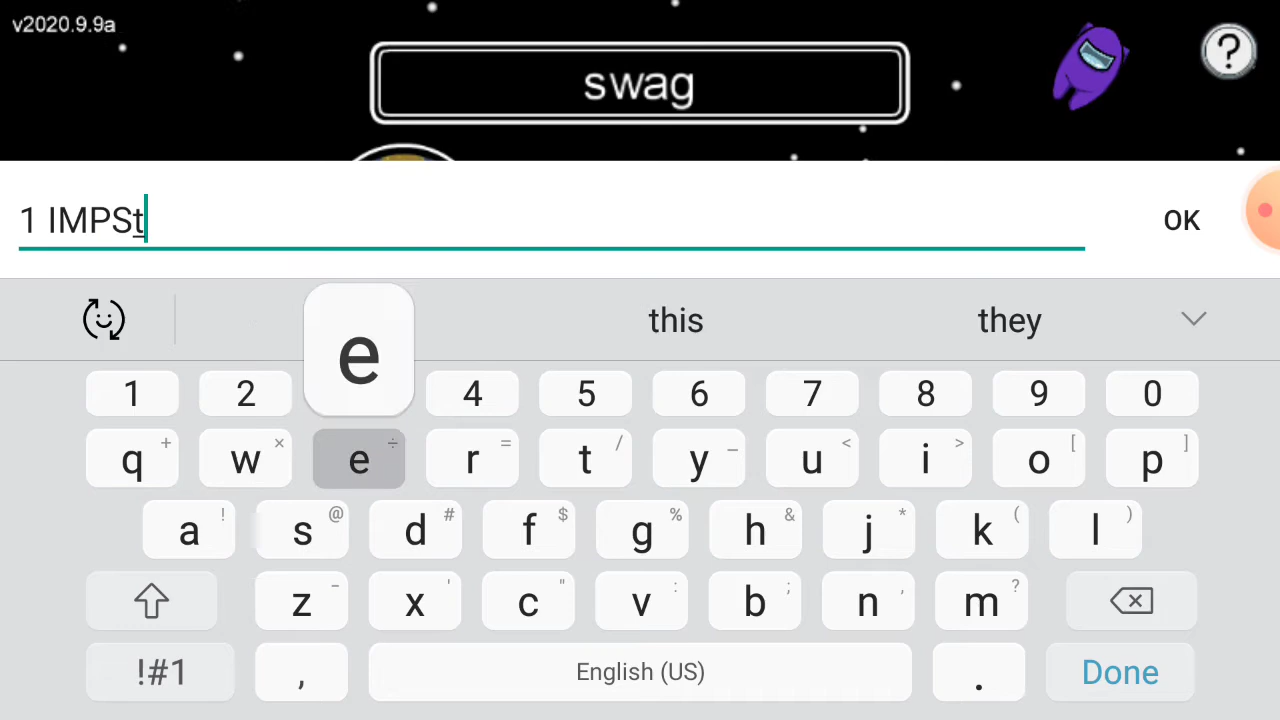 v2020.9.9a
swag
?
1 IMPSt
OK
e
this
they
1 2 4 5 6 7 8 9 0
q + w × e ÷ r = t / y _ u < i > o [ p ]
a ! s @ d # f $ g % h & j * k ( l )
z - x ' c " v : b ; n , m ?
!#1 , English (US) . Done